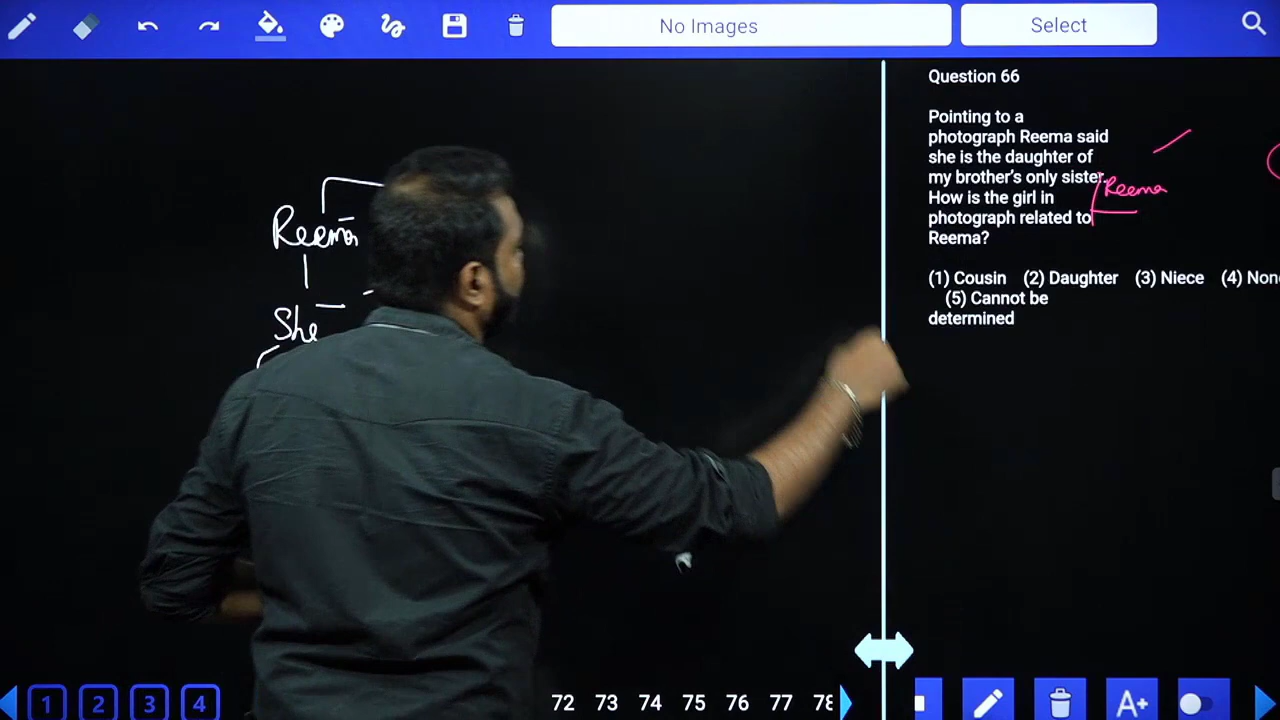 No Images
Select
Question 66
Pointing to a
photograph Reema said
she is the daughter of
my brother's only sister.
How is the girl in
photograph related to
Reema?
Reema
(1) Cousin (2) Daughter (3) Niece (4) Non
(5) Cannot be
determined
Reema
She
1 2 3 4
72 73 74 75 76 77 78
A+